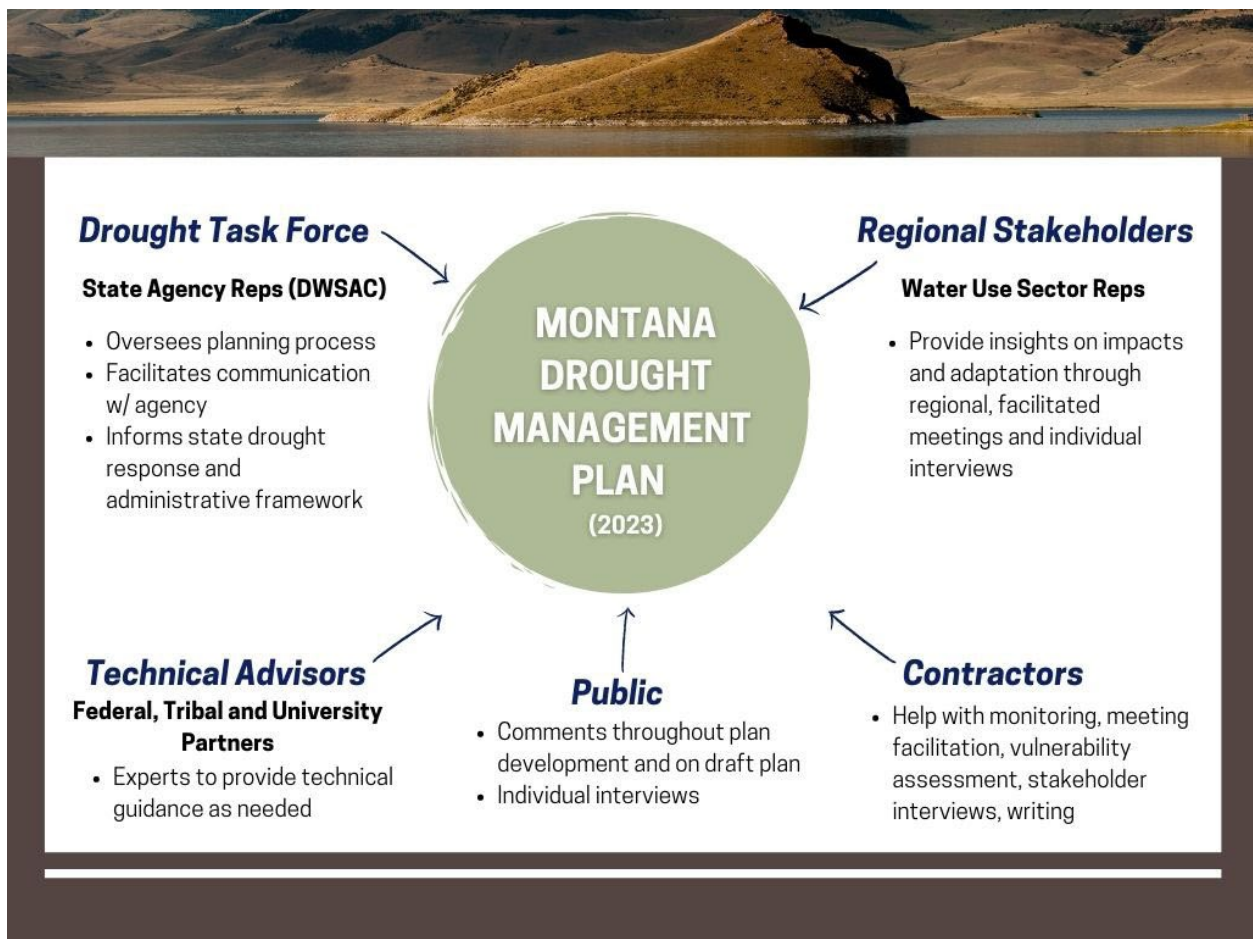 Drought Task Force
State Agency Reps (DWSAC)
• Oversees planning process
• Facilitates communication
w/ agency
• Informs state drought
response and
administrative framework
MONTANA
DROUGHT
MANAGEMENT
PLAN
(2023)
Regional Stakeholders
Water Use Sector Reps
• Provide insights on impacts
and adaptation through
regional, facilitated
meetings and individual
interviews
Technical Advisors
Federal, Tribal and University
Partners
• Experts to provide technical
guidance as needed
Public
• Comments throughout plan
development and on draft plan
• Individual interviews
Contractors
• Help with monitoring, meeting
facilitation, vulnerability
assessment, stakeholder
interviews, writing